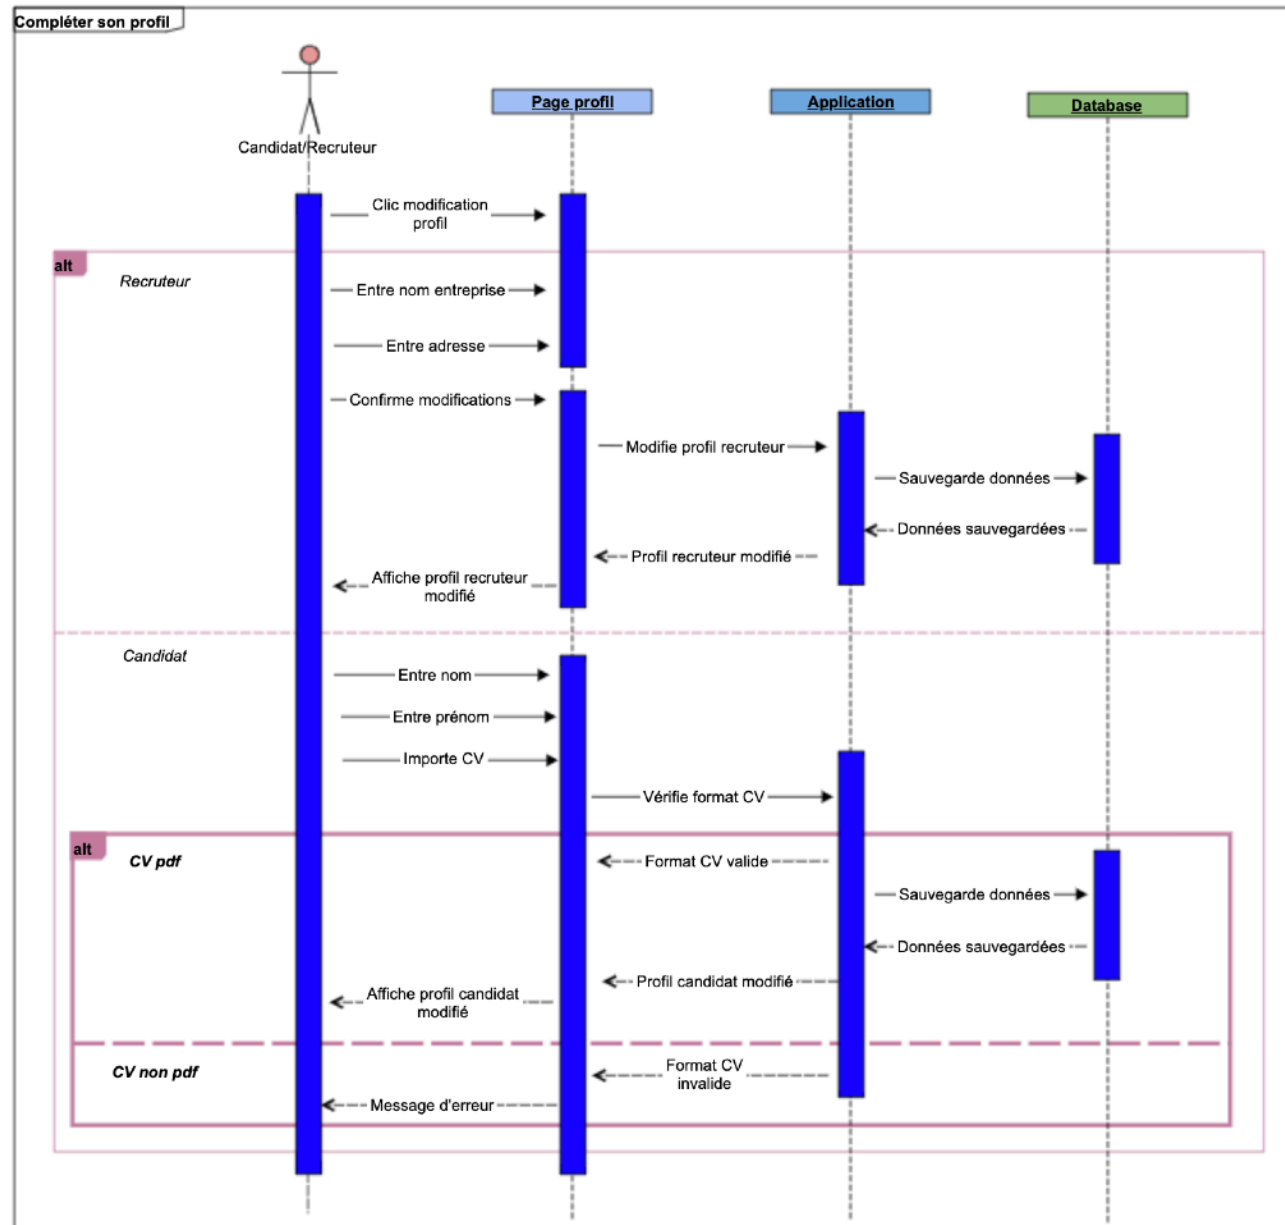 Compléter son profil
Page profil
Application
Database
Candidat/Recruteur
Clic modification
profil
alt
Recruteur
Entre nom entreprise
Entre adresse
Confirme modifications
Modifie profil recruteur
Sauvegarde données
Données sauvegardées
Profil recruteur modifié
Affiche profil recruteur
modifié
Candidat
Entre nom
Entre prénom
Importe CV
Vérifie format CV
alt
CV pdf
Format CV valide
Sauvegarde données
Données sauvegardées
Profil candidat modifié
Affiche profil candidat
modifié
CV non pdf
Format CV
invalide
Message d'erreur